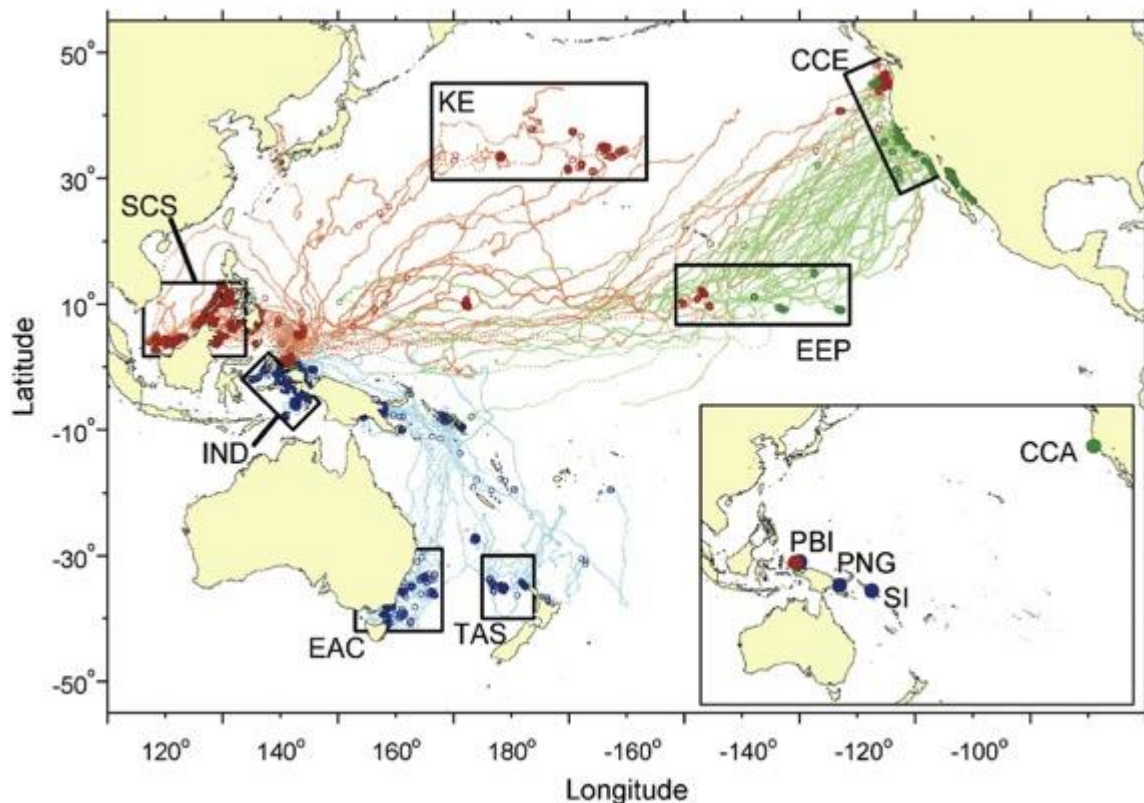 50°
30°
10°
-10°
-30°
-50°
Latitude
KE
CCE
SCS
EEP
IND
EAC
TAS
CCA
PBI
PNG
SI
120° 140° 160° 180° -160° -140° -120° -100°
Longitude